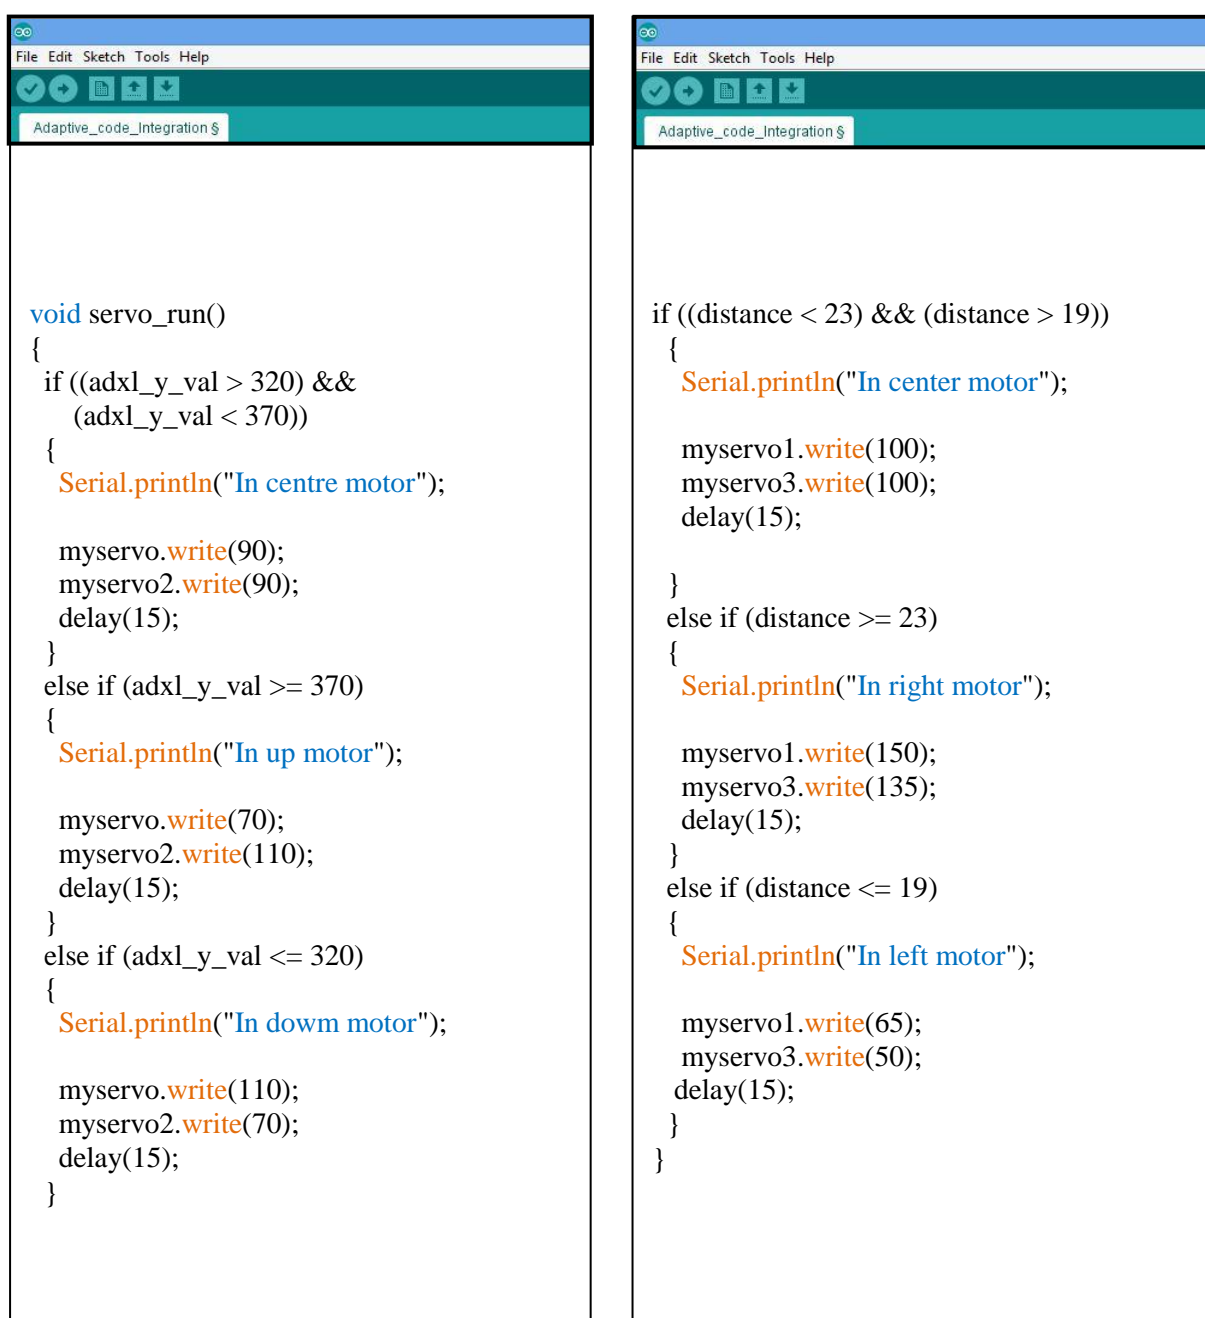 File Edit Sketch Tools Help
Adaptive_code_Integration §
void servo_run()
{
if ((adxl_y_val > 320) &&
(adxl_y_val < 370))
{
Serial.println("In centre motor");
myservo.write(90);
myservo2.write(90);
delay(15);
}
else if (adxl_y_val >= 370)
{
Serial.println("In up motor");
myservo.write(70);
myservo2.write(110);
delay(15);
}
else if (adxl_y_val <= 320)
{
Serial.println("In dowm motor");
myservo.write(110);
myservo2.write(70);
delay(15);
}
File Edit Sketch Tools Help
Adaptive_code_Integration §
if ((distance < 23) && (distance > 19))
{
Serial.println("In center motor");
myservo1.write(100);
myservo3.write(100);
delay(15);
}
else if (distance >= 23)
{
Serial.println("In right motor");
myservo1.write(150);
myservo3.write(135);
delay(15);
}
else if (distance <= 19)
{
Serial.println("In left motor");
myservo1.write(65);
myservo3.write(50);
delay(15);
}
}